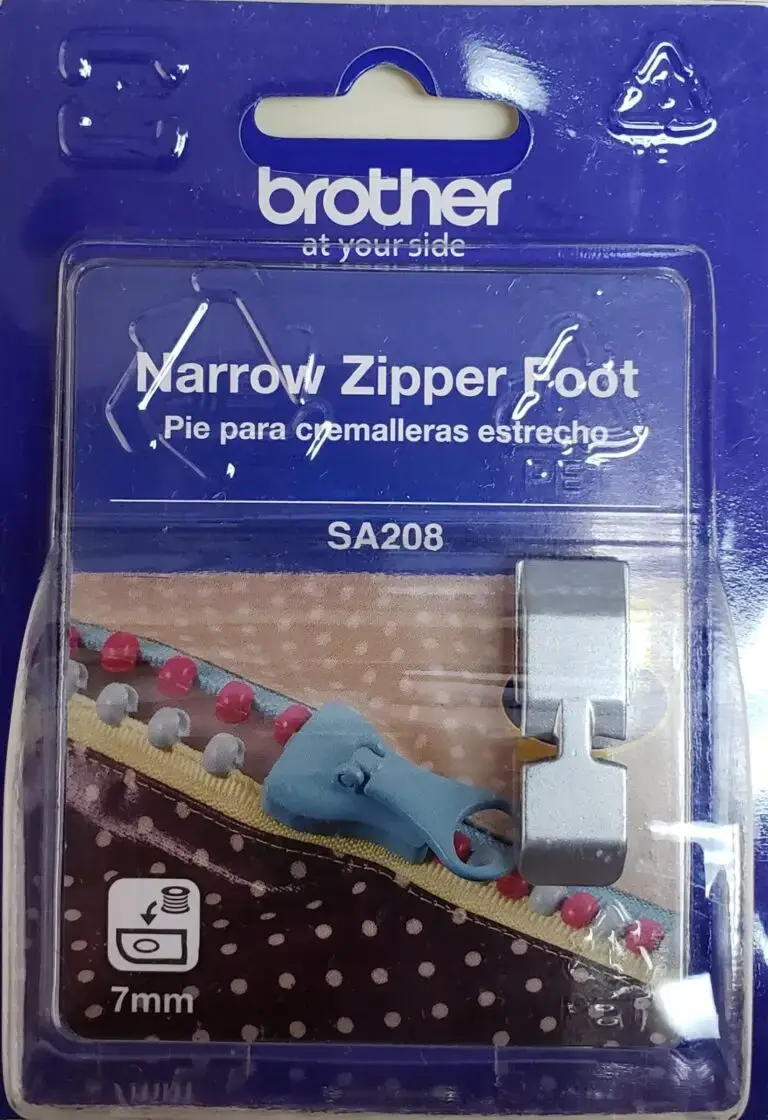 brother
at your side
Narrow Zipper Foot
Pie para cremalleras estrecho
SA208
7mm